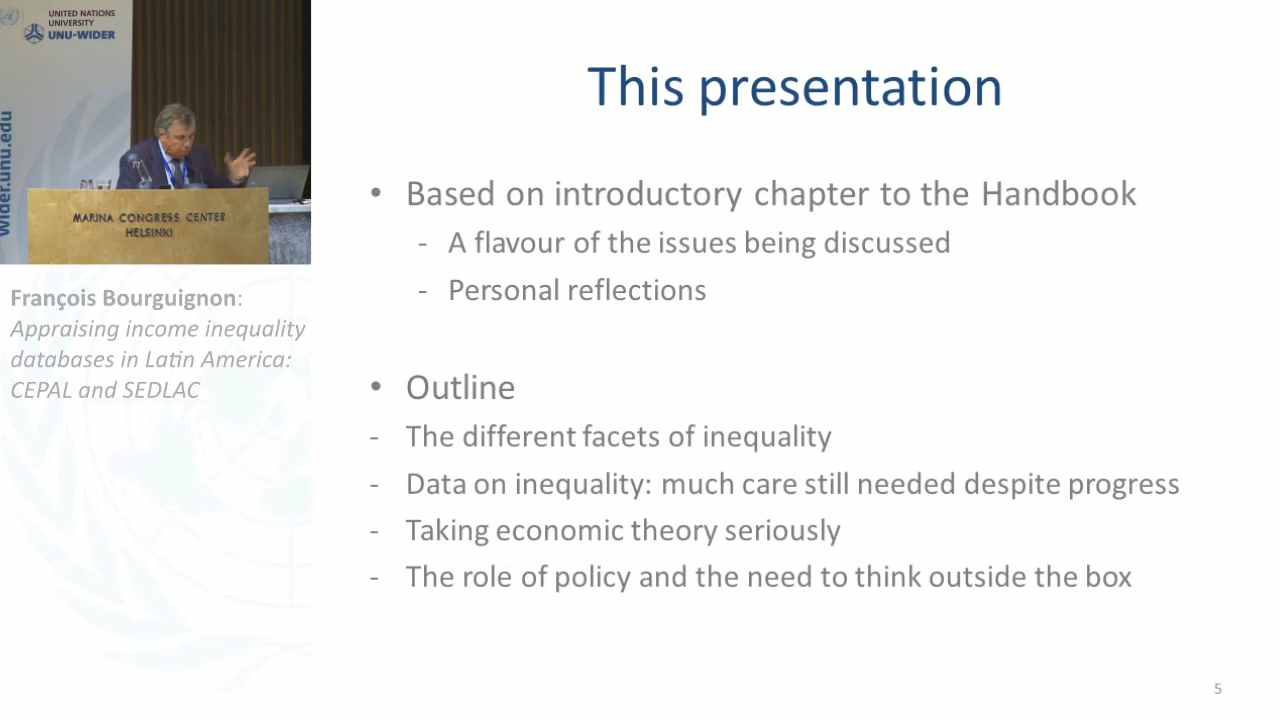 UNITED NATIONS
UNIVERSITY
UNU-WIDER
wider.unu.edu
MARINA CONGRESS CENTER
HELSINKI
François Bourguignon:
Appraising income inequality
databases in Latin America:
CEPAL and SEDLAC
This presentation
• Based on introductory chapter to the Handbook
- A flavour of the issues being discussed
- Personal reflections
• Outline
- The different facets of inequality
- Data on inequality: much care still needed despite progress
- Taking economic theory seriously
- The role of policy and the need to think outside the box
5